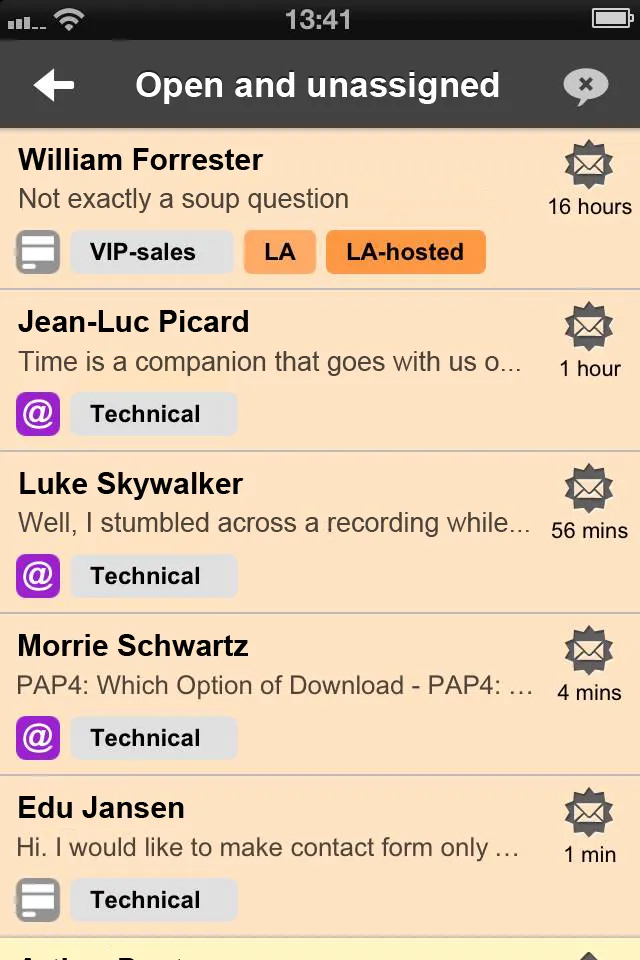 13:41
Open and unassigned
William Forrester
Not exactly a soup question
16 hours
VIP-sales LA LA-hosted
Jean-Luc Picard
Time is a companion that goes with us o...
1 hour
@ Technical
Luke Skywalker
Well, I stumbled across a recording while...
56 mins
@ Technical
Morrie Schwartz
PAP4: Which Option of Download - PAP4: ...
4 mins
@ Technical
Edu Jansen
Hi. I would like to make contact form only ...
1 min
Technical